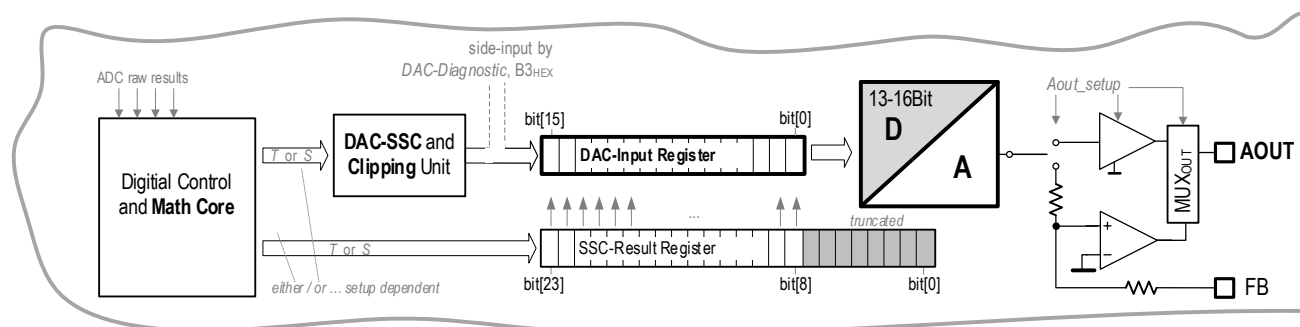 side-input by
DAC-Diagnostic, B3HEX
ADC raw results
Aout_setup
13-16Bit
D
A
bit[15]
bit[0]
T or S
DAC-SSC and
Clipping Unit
DAC-Input Register
AOUT
MUXOUT
Digitial Control
and Math Core
...
truncated
T or S
SSC-Result Register
+
−
bit[23]
bit[8]
bit[0]
either / or ... setup dependent
FB